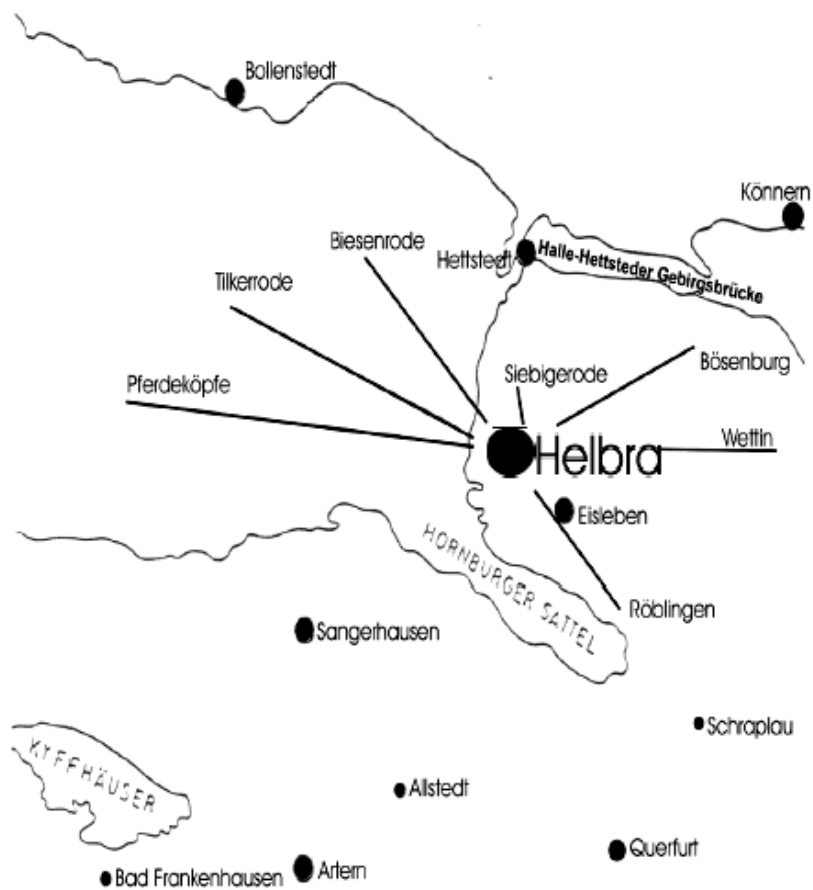 Bollenstedt
Könnern
Biesenrode
Hettstedt
Halle-Hettsteder Gebirgsbrücke
Tilkerrode
Bösenburg
Siebigerode
Pferdeköpfe
Wettin
Helbra
Eisleben
HORNBURGER SATTEL
Röblingen
Sangerhausen
Schraplau
KYFFHÄUSER
Allstedt
Querfurt
Artern
Bad Frankenhausen